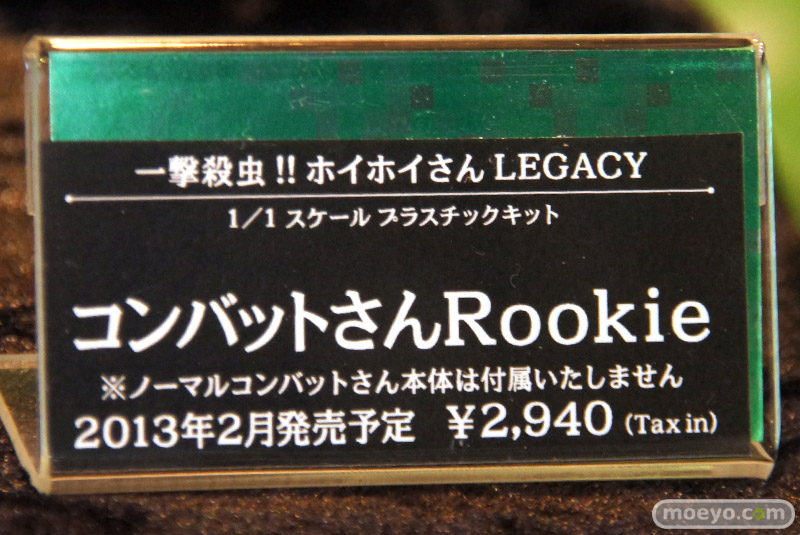 一撃殺虫!!ホイホイさん LEGACY
1/1 スケール プラスチックキット
コンバットさんRookie
※ノーマルコンバットさん本体は付属いたしません
2013年2月発売予定 ¥2,940 (Tax in)
moeyo.com